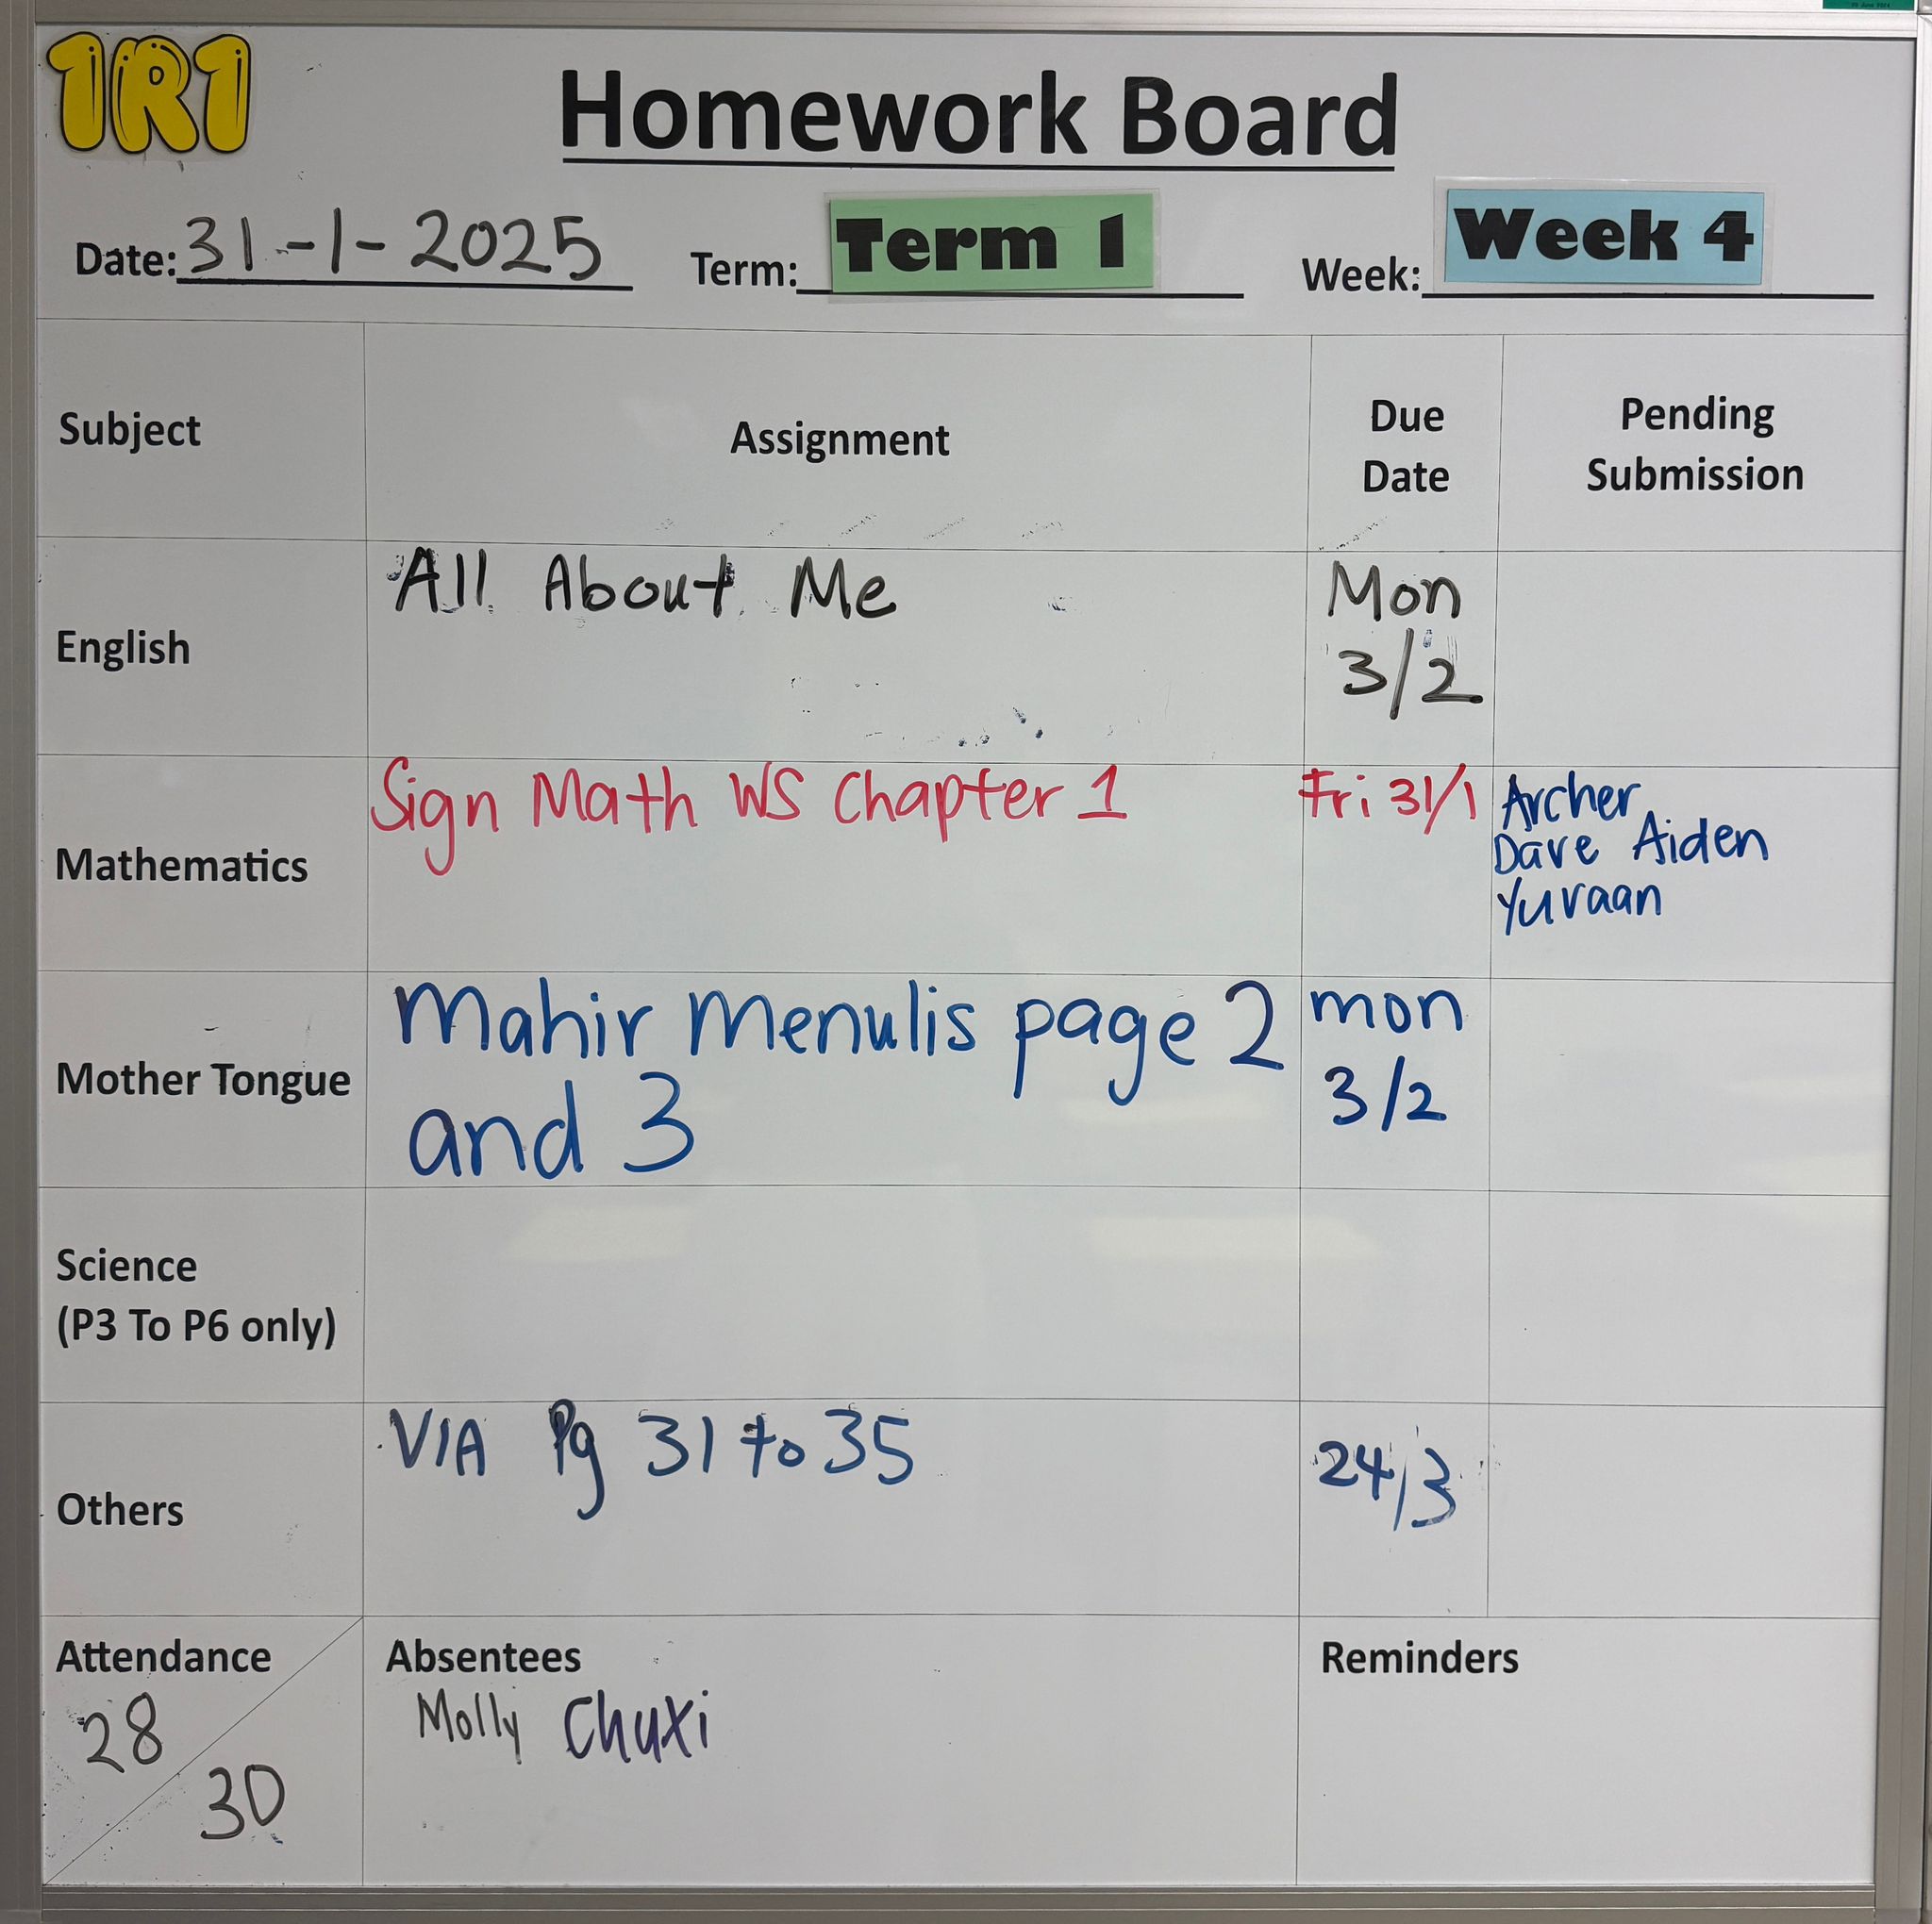 1R1
Homework Board
Date: 31-1-2025 Term: Term 1 Week: Week 4
Subject Assignment Due Date Pending Submission
English All About Me Mon 3/2
Mathematics Sign Math WS Chapter 1 Fri 31/1 Archer
Dave Aiden
Yuvaan
Mother Tongue Mahir Menulis page 2 mon
and 3 3/2
Science
(P3 To P6 only)
Others VIA Pg 31 to 35 24/3
Attendance Absentees Reminders
28 Molly Chuxi
30